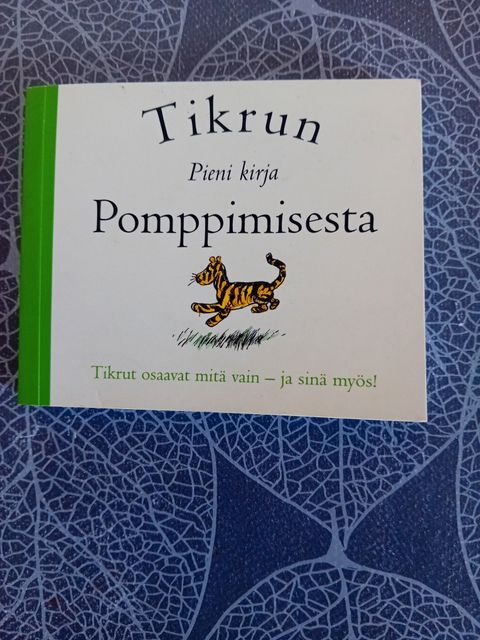 Tikrun
Pieni kirja
Pomppimisesta
Tikrut osaavat mitä vain – ja sinä myös!